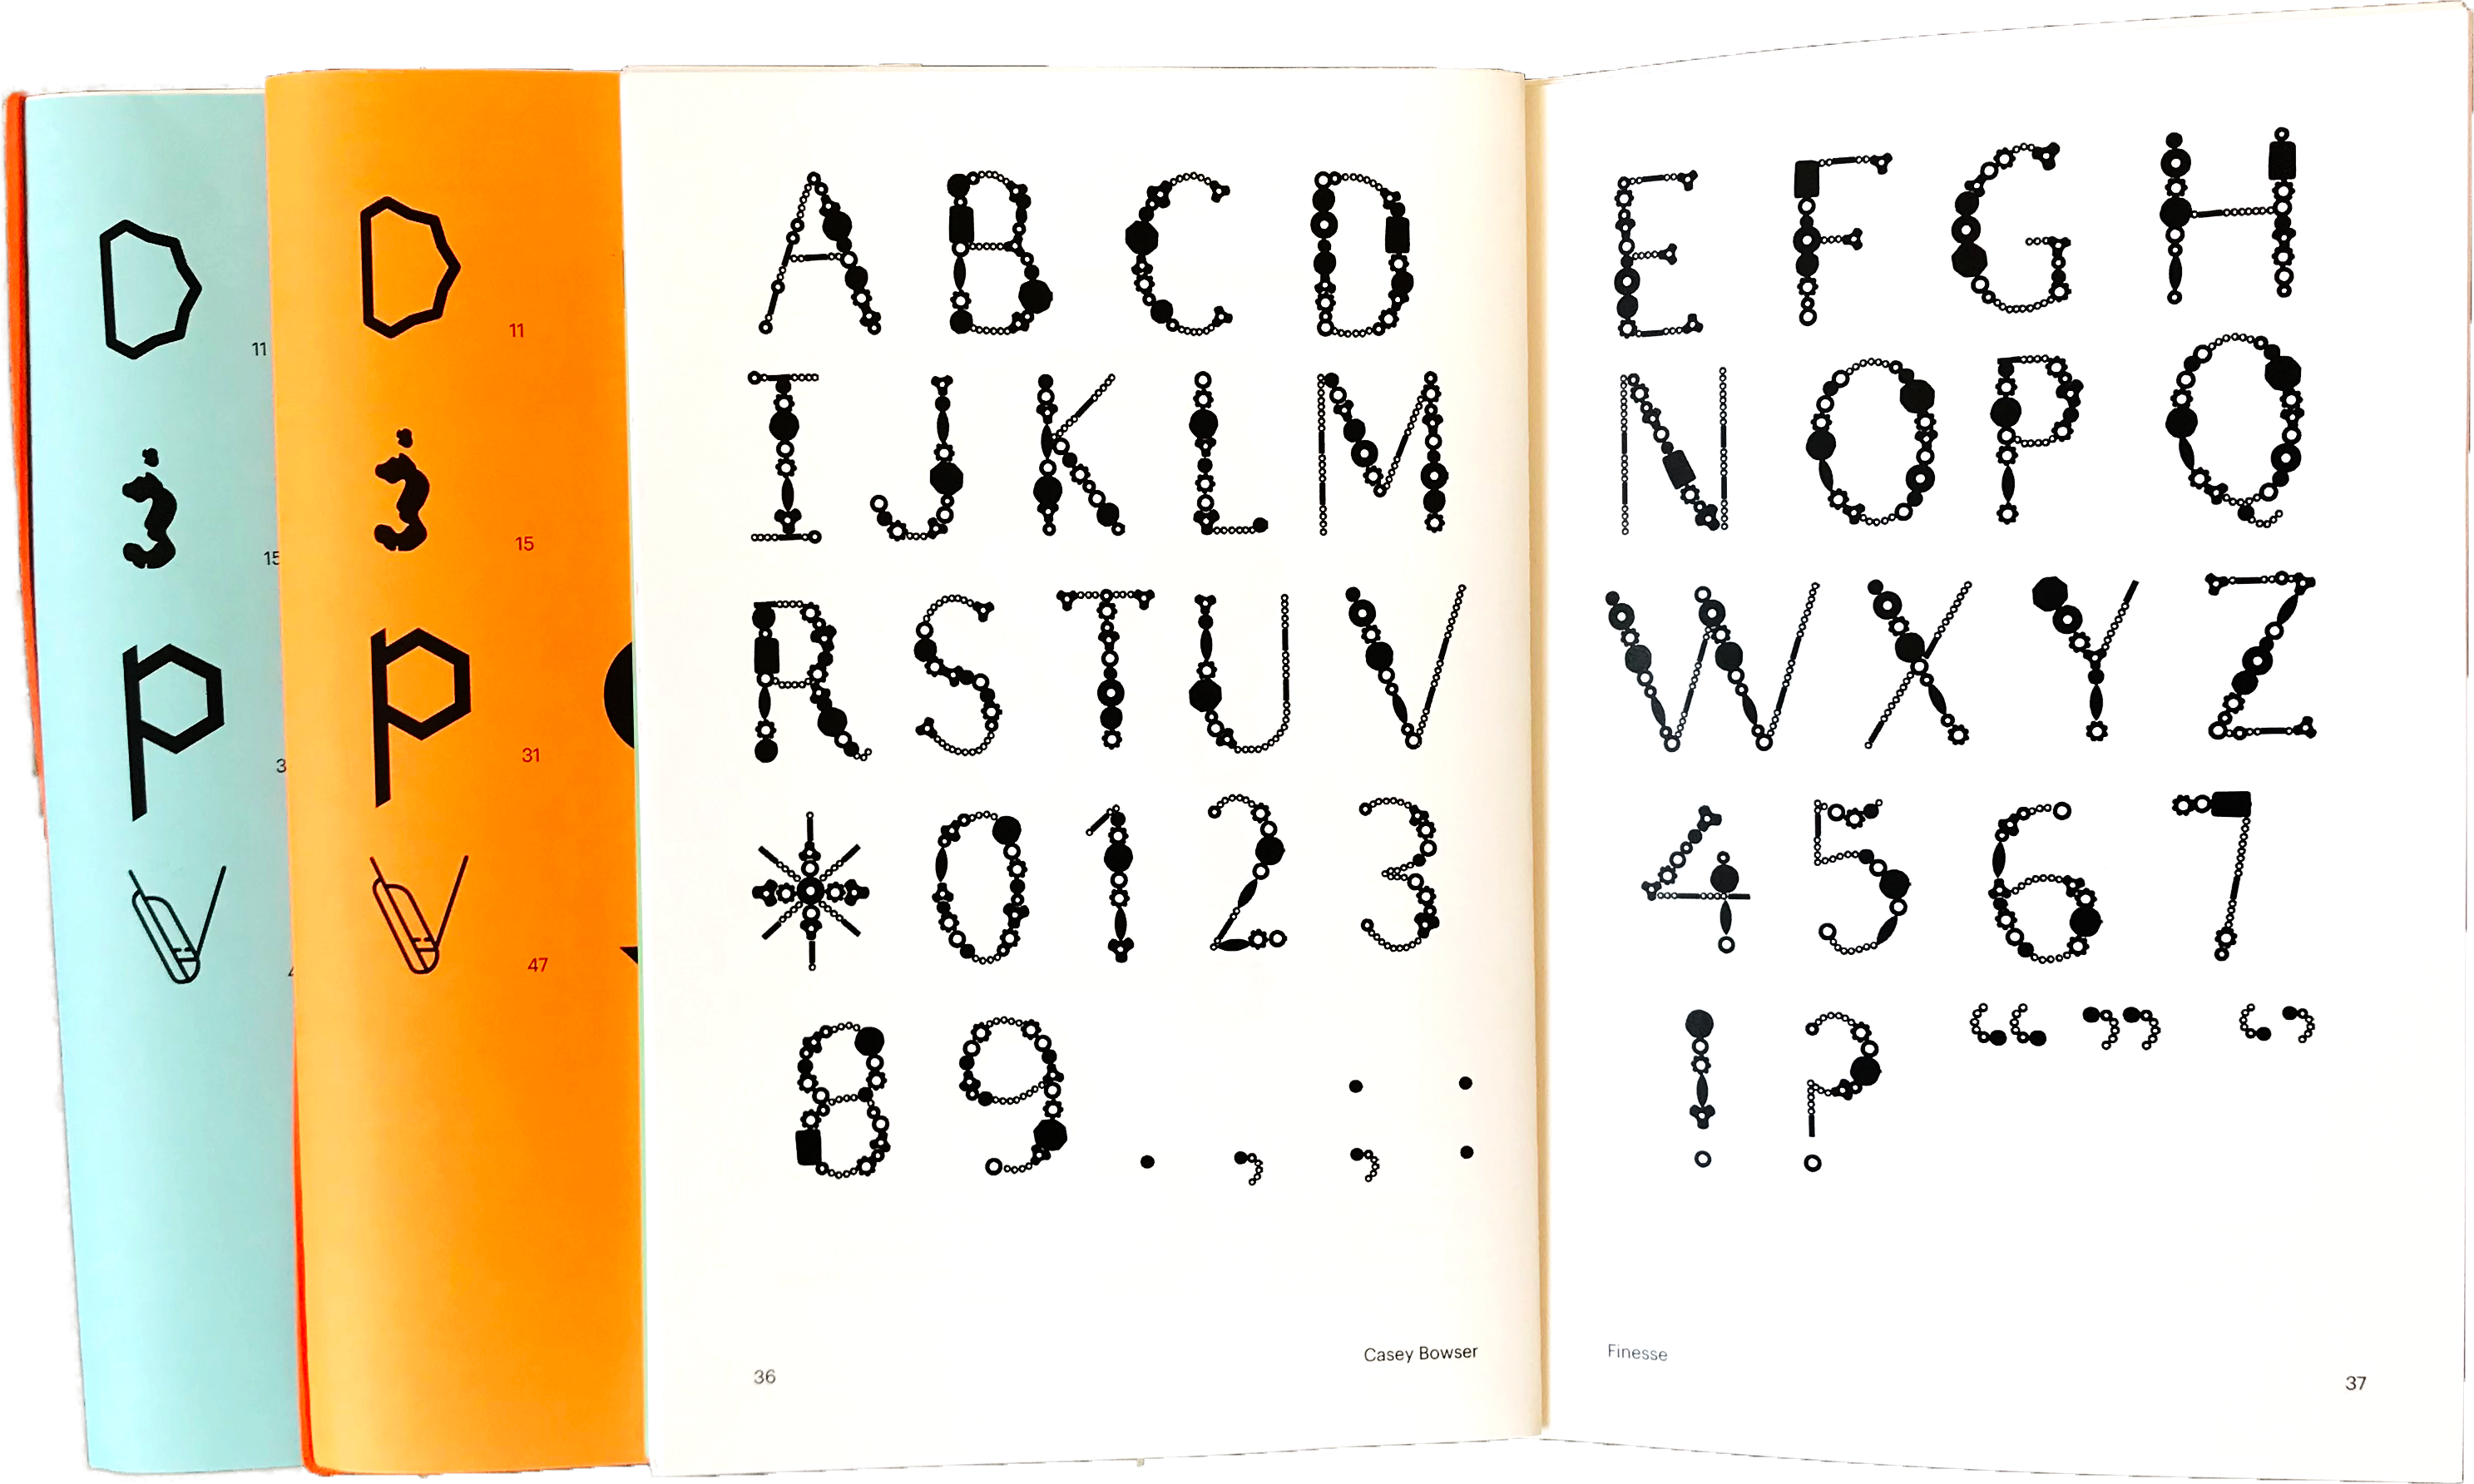 D
11
i
15
p
3
V
D
11
i
15
p
31
V
47
A B C D
I J K L M
R S T U V
* 0 1 2 3
8 9 . , ; :
Casey Bowser
36
E F G H
N O P Q
W X Y Z
4 5 6 7
! ? “ ” ‘ ’
Finesse
37